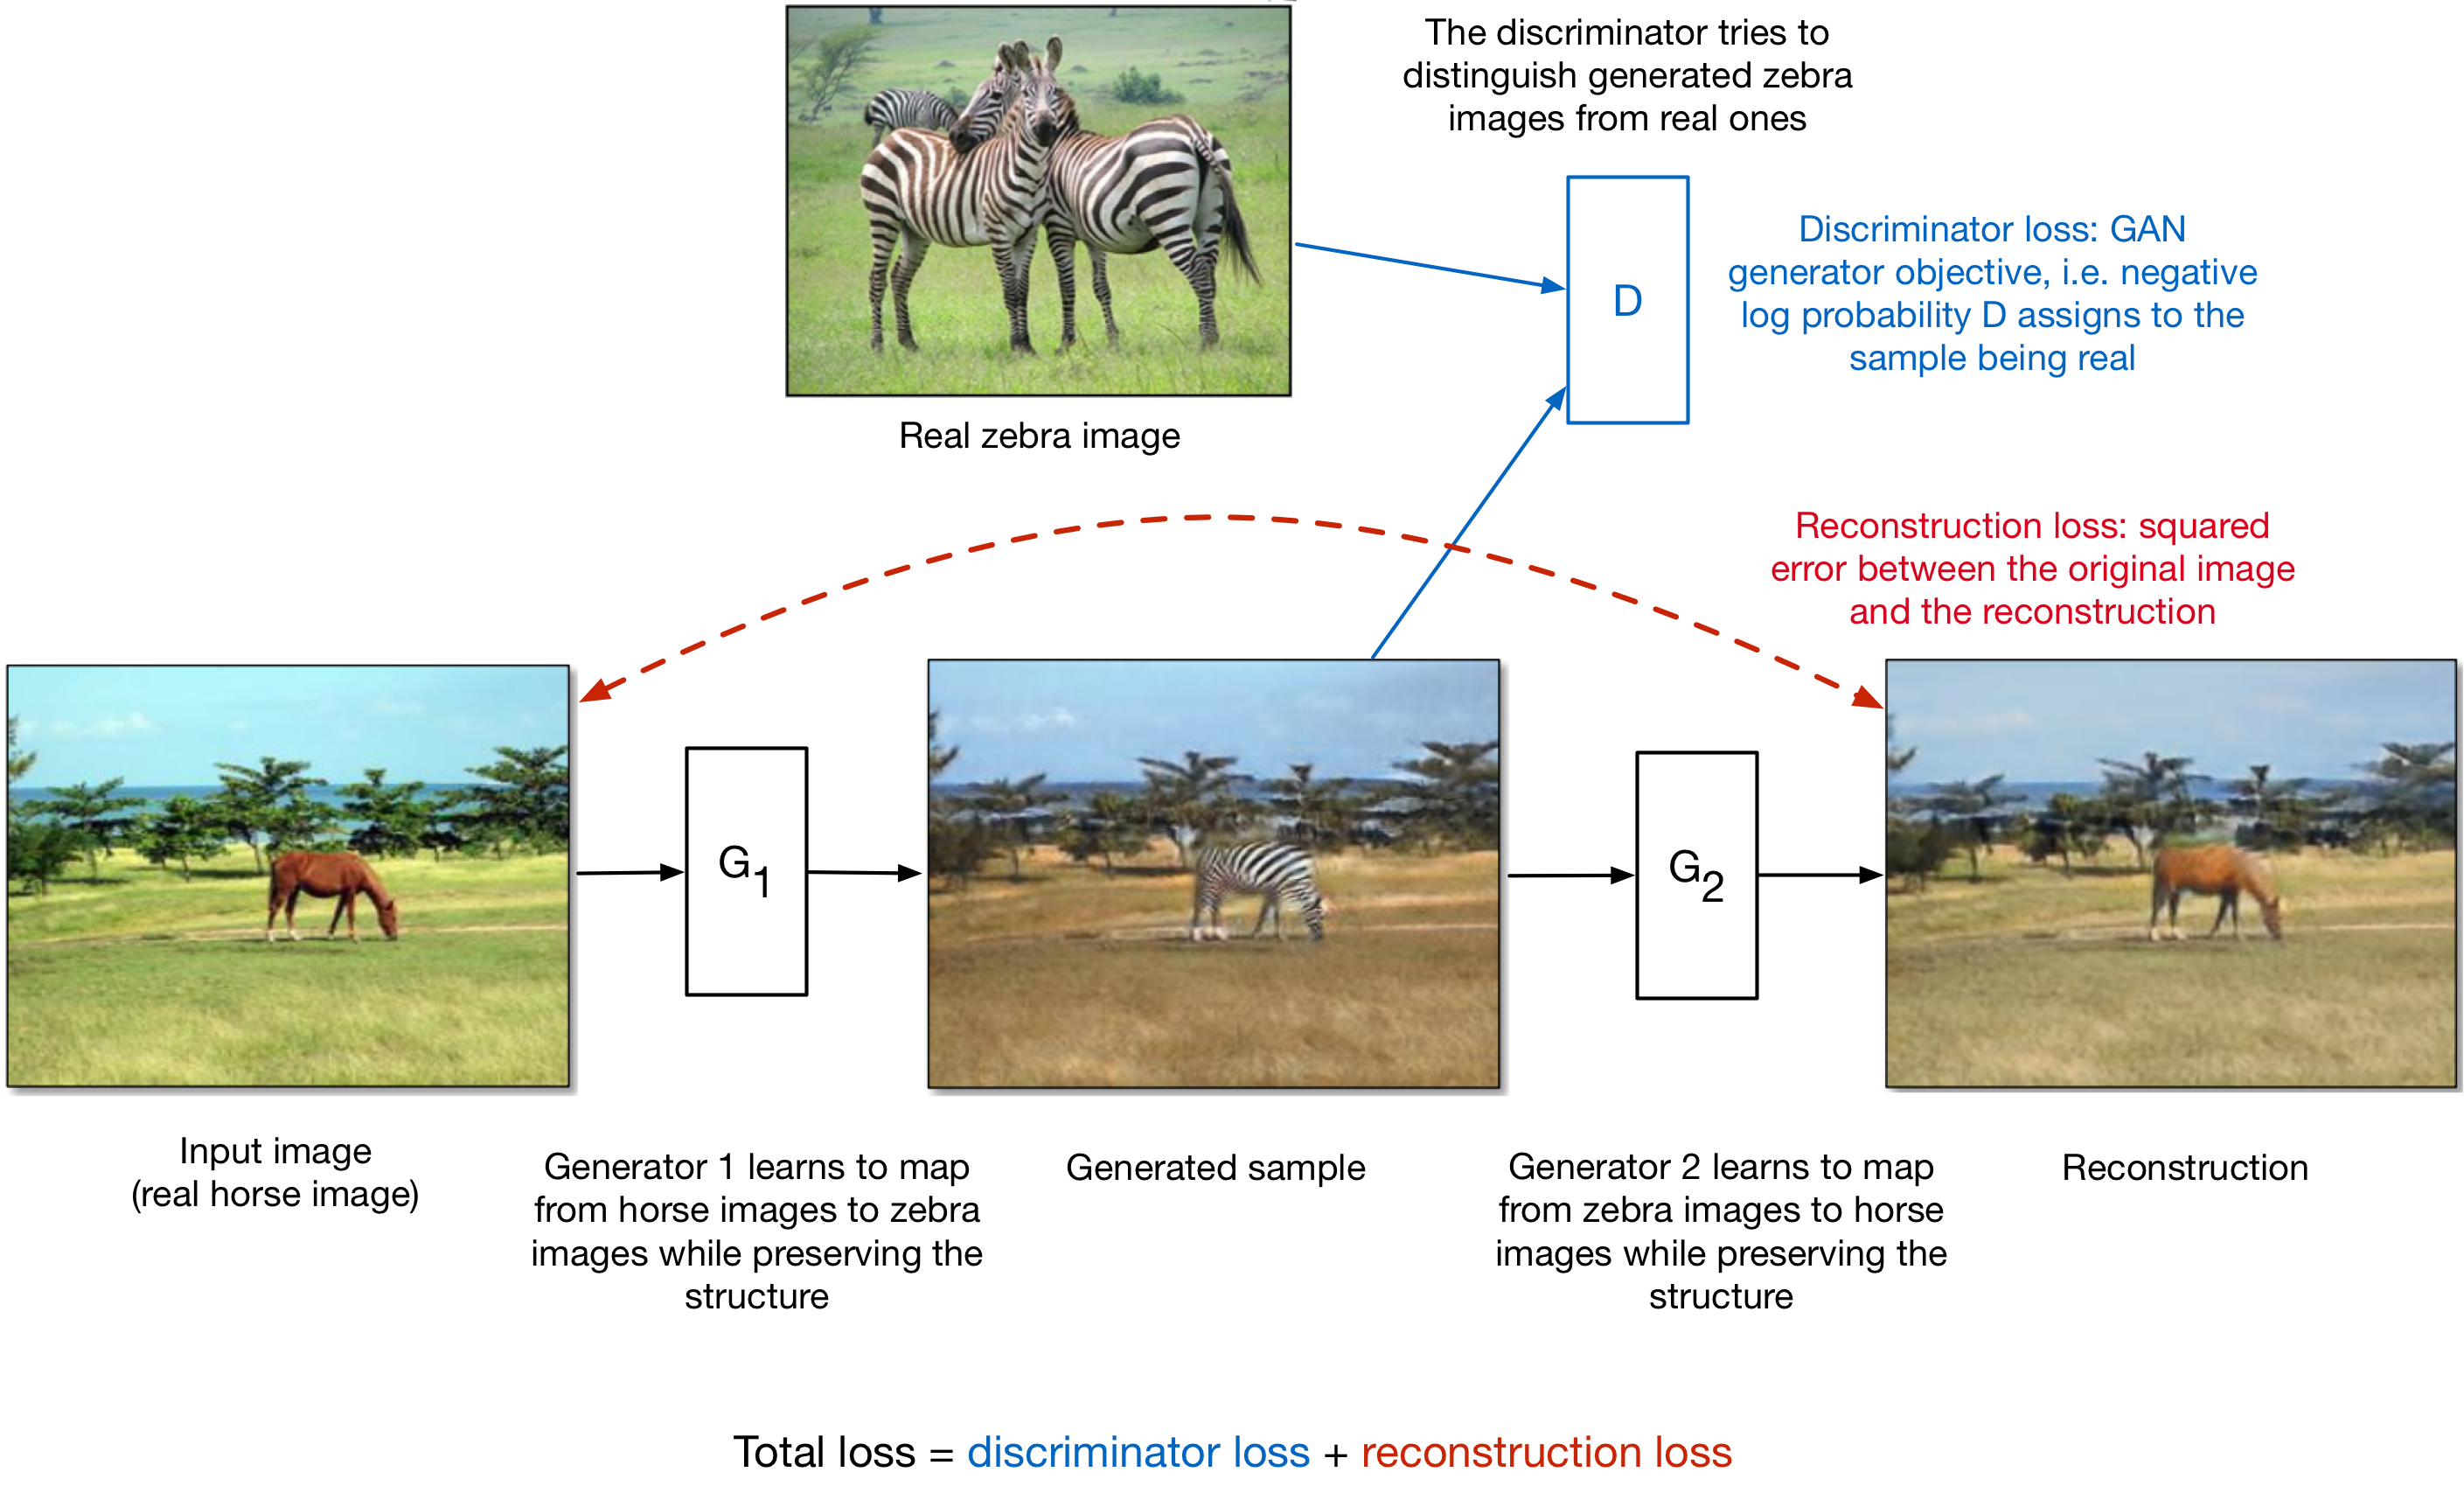 The discriminator tries to
distinguish generated zebra
images from real ones
D
Discriminator loss: GAN
generator objective, i.e. negative
log probability D assigns to the
sample being real
Real zebra image
Reconstruction loss: squared
error between the original image
and the reconstruction
G1
G2
Input image
(real horse image)
Generator 1 learns to map
from horse images to zebra
images while preserving the
structure
Generated sample
Generator 2 learns to map
from zebra images to horse
images while preserving the
structure
Reconstruction
Total loss = discriminator loss + reconstruction loss